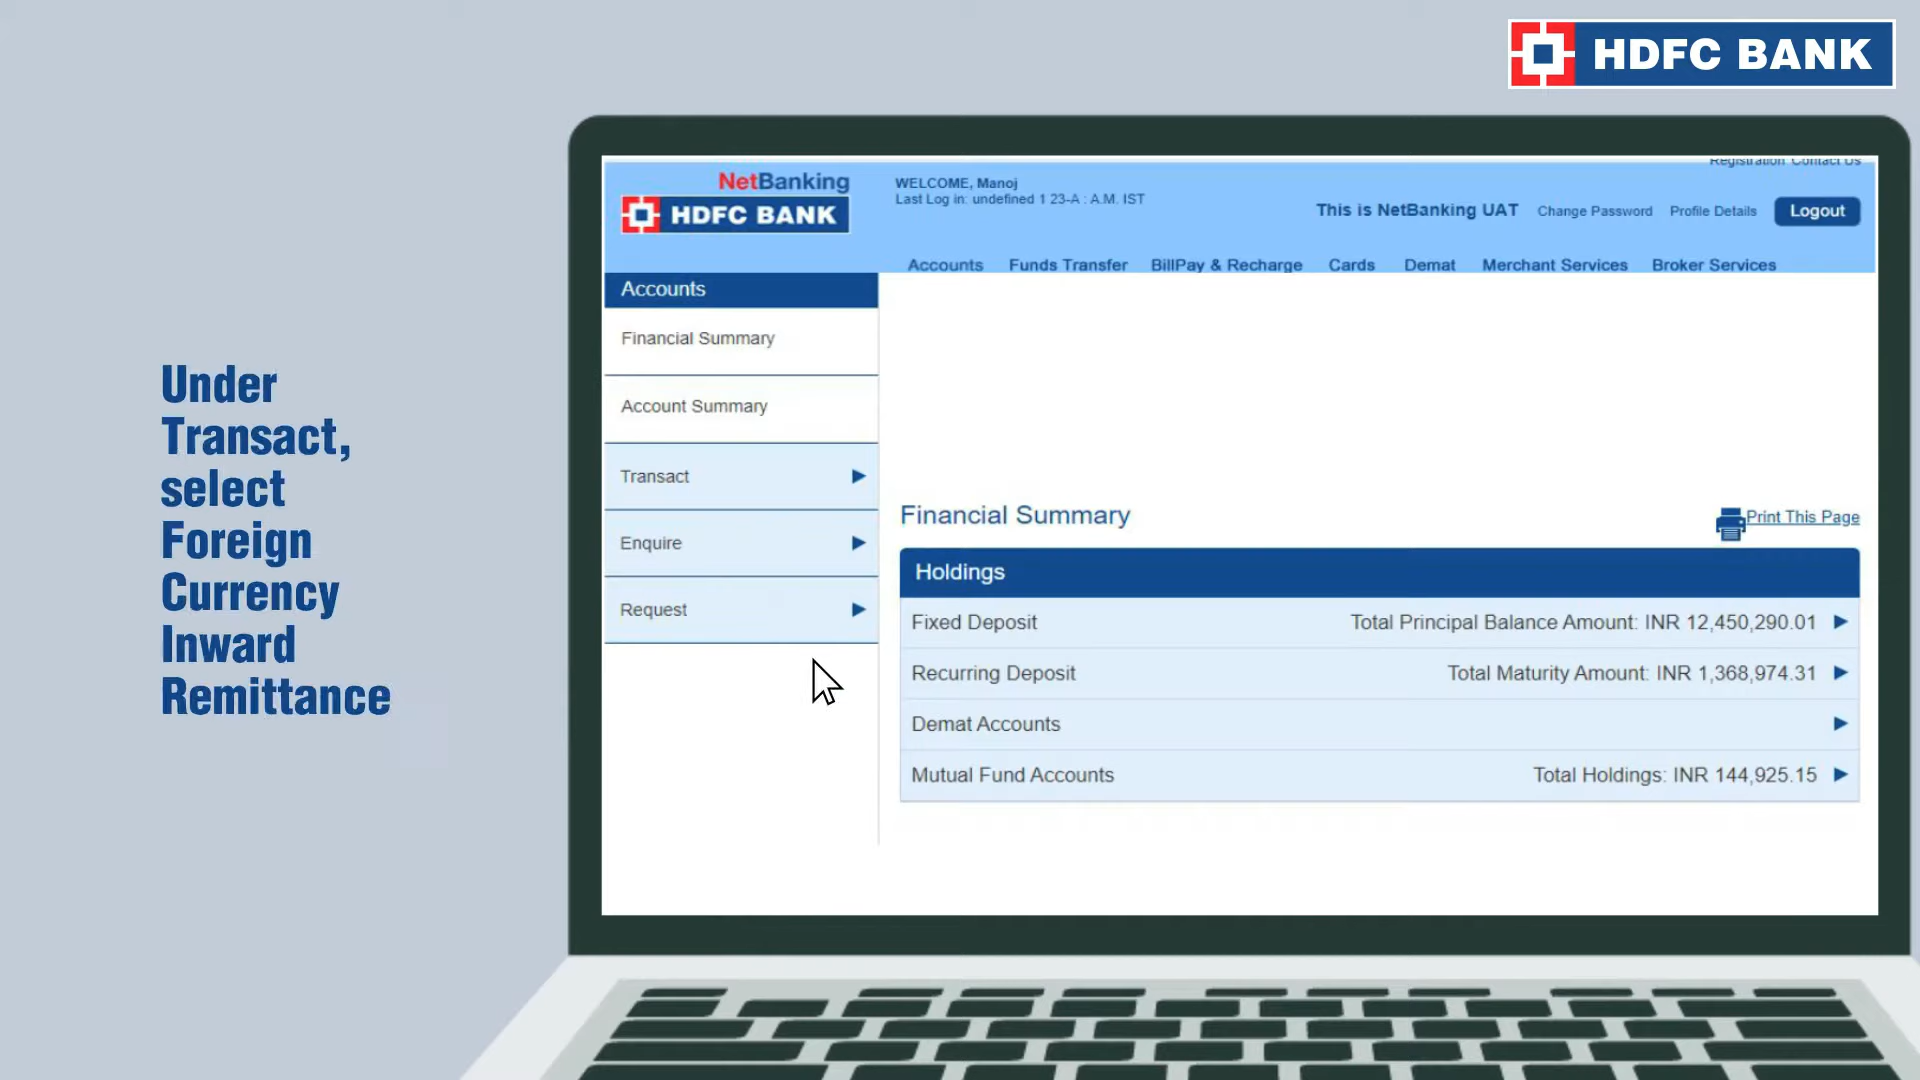 HDFC BANK
Under
Transact,
select
Foreign
Currency
Inward
Remittance
Registration Contact Us
NetBanking
HDFC BANK
WELCOME, Manoj
Last Log in: undefined 1 23-A : A.M. IST
This is NetBanking UAT Change Password Profile Details Logout
Accounts Funds Transfer BillPay & Recharge Cards Demat Merchant Services Broker Services
Accounts
Financial Summary
Account Summary
Transact
Enquire
Request
Financial Summary
Print This Page
Holdings
Fixed Deposit Total Principal Balance Amount: INR 12,450,290.01
Recurring Deposit Total Maturity Amount: INR 1,368,974.31
Demat Accounts
Mutual Fund Accounts Total Holdings: INR 144,925.15